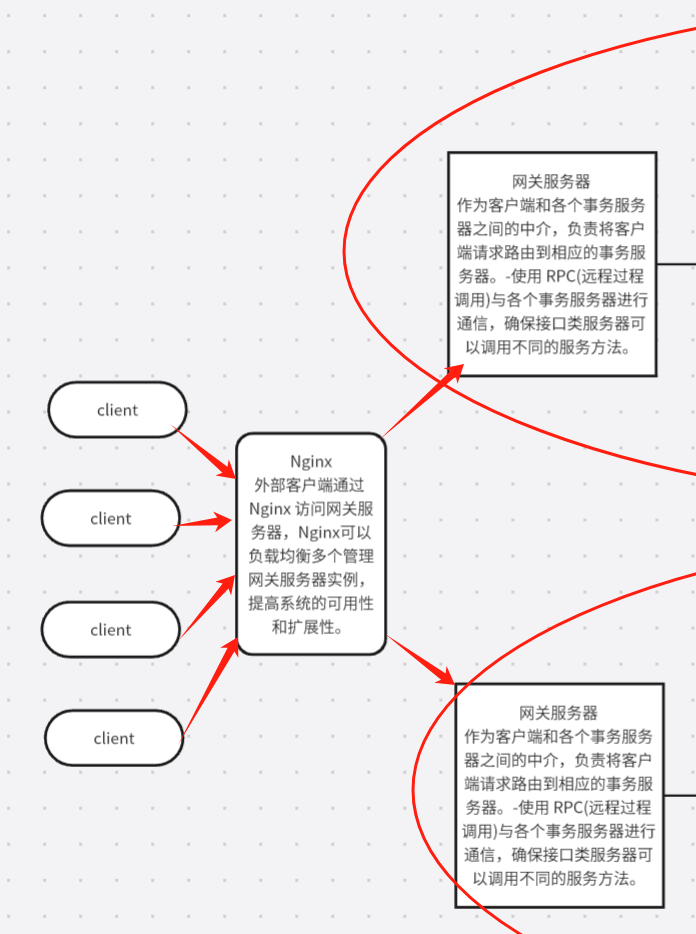 网关服务器
作为客户端和各个事务服务
器之间的中介，负责将客户
端请求路由到相应的事务服
务器。-使用 RPC(远程过程
调用)与各个事务服务器进行
通信，确保接口类服务器可
以调用不同的服务方法。
client
client
client
client
Nginx
外部客户端通过
Nginx 访问网关服
务器，Nginx可以
负载均衡多个管理
网关服务器实例，
提高系统的可用性
和扩展性。
网关服务器
作为客户端和各个事务服务
器之间的中介，负责将客户
端请求路由到相应的事务服
务器。-使用 RPC(远程过程
调用)与各个事务服务器进行
通信，确保接口类服务器可
以调用不同的服务方法。